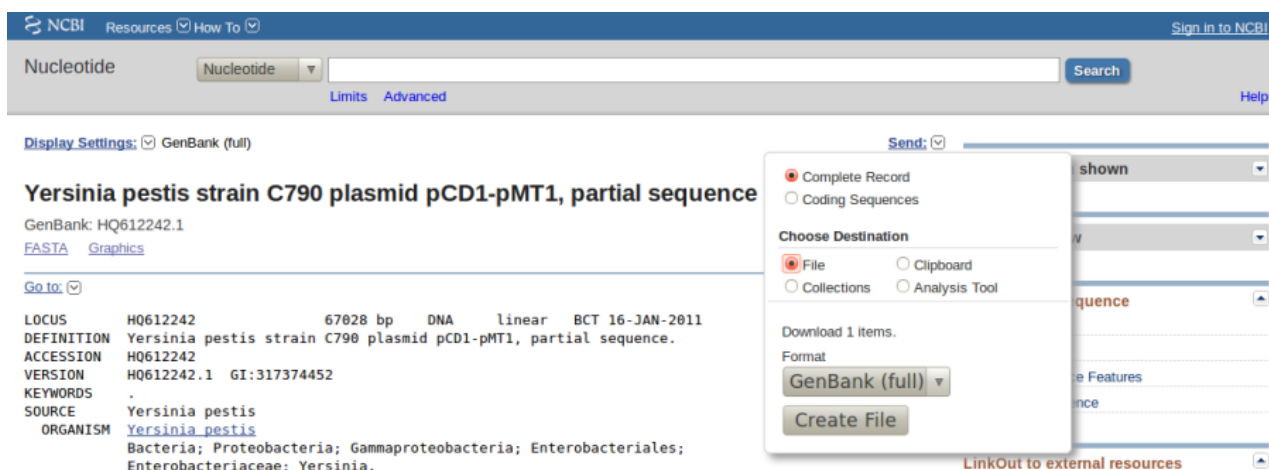 NCBI Resources How To Sign in to NCBI
Nucleotide Nucleotide Search
Limits Advanced Help
Display Settings: GenBank (full) Send:
Complete Record
Coding Sequences
Choose Destination
File Clipboard
Collections Analysis Tool
Download 1 items.
Format
GenBank (full)
Create File
Yersinia pestis strain C790 plasmid pCD1-pMT1, partial sequence
GenBank: HQ612242.1
FASTA Graphics
Go to:
LOCUS HQ612242 67028 bp DNA linear BCT 16-JAN-2011
DEFINITION Yersinia pestis strain C790 plasmid pCD1-pMT1, partial sequence.
ACCESSION HQ612242
VERSION HQ612242.1 GI:317374452
KEYWORDS .
SOURCE Yersinia pestis
ORGANISM Yersinia pestis
Bacteria; Proteobacteria; Gammaproteobacteria; Enterobacteriales;
Enterobacteriaceae; Yersinia.
shown
quence
e Features
nce
LinkOut to external resources